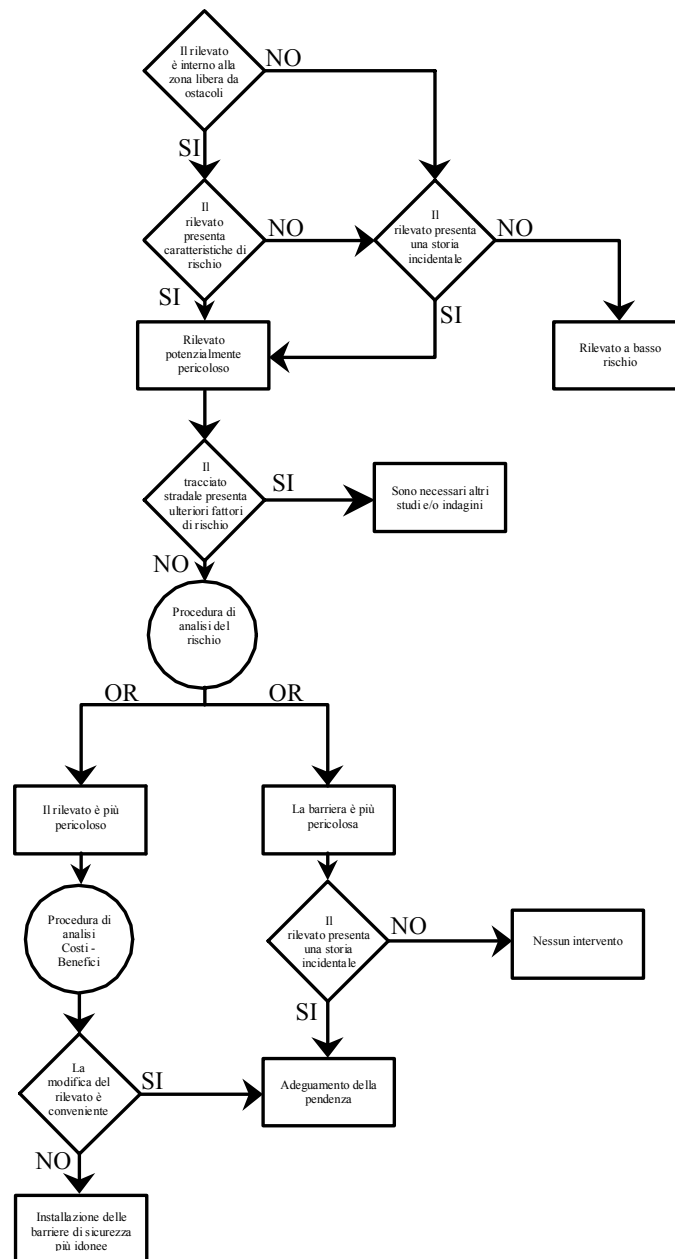 Il rilevato
è interno alla
zona libera da
ostacoli
NO
SI
Il
rilevato
presenta
caratteristiche di
rischio
NO
SI
Il
rilevato presenta
una storia
incidentale
NO
SI
Rilevato
potenzialmente
pericoloso
Rilevato a basso
rischio
Il
tracciato
stradale presenta
ulteriori fattori
di rischio
SI
NO
Sono necessari altri
studi e/o indagini
Procedura di
analisi del
rischio
OR
OR
Il rilevato è più
pericoloso
La barriera è più
pericolosa
Procedura di
analisi
Costi -
Benefici
Il
rilevato presenta
una storia
incidentale
NO
SI
Nessun intervento
La
modifica del
rilevato è
conveniente
SI
NO
Adeguamento della
pendenza
Installazione delle
barriere di sicurezza
più idonee